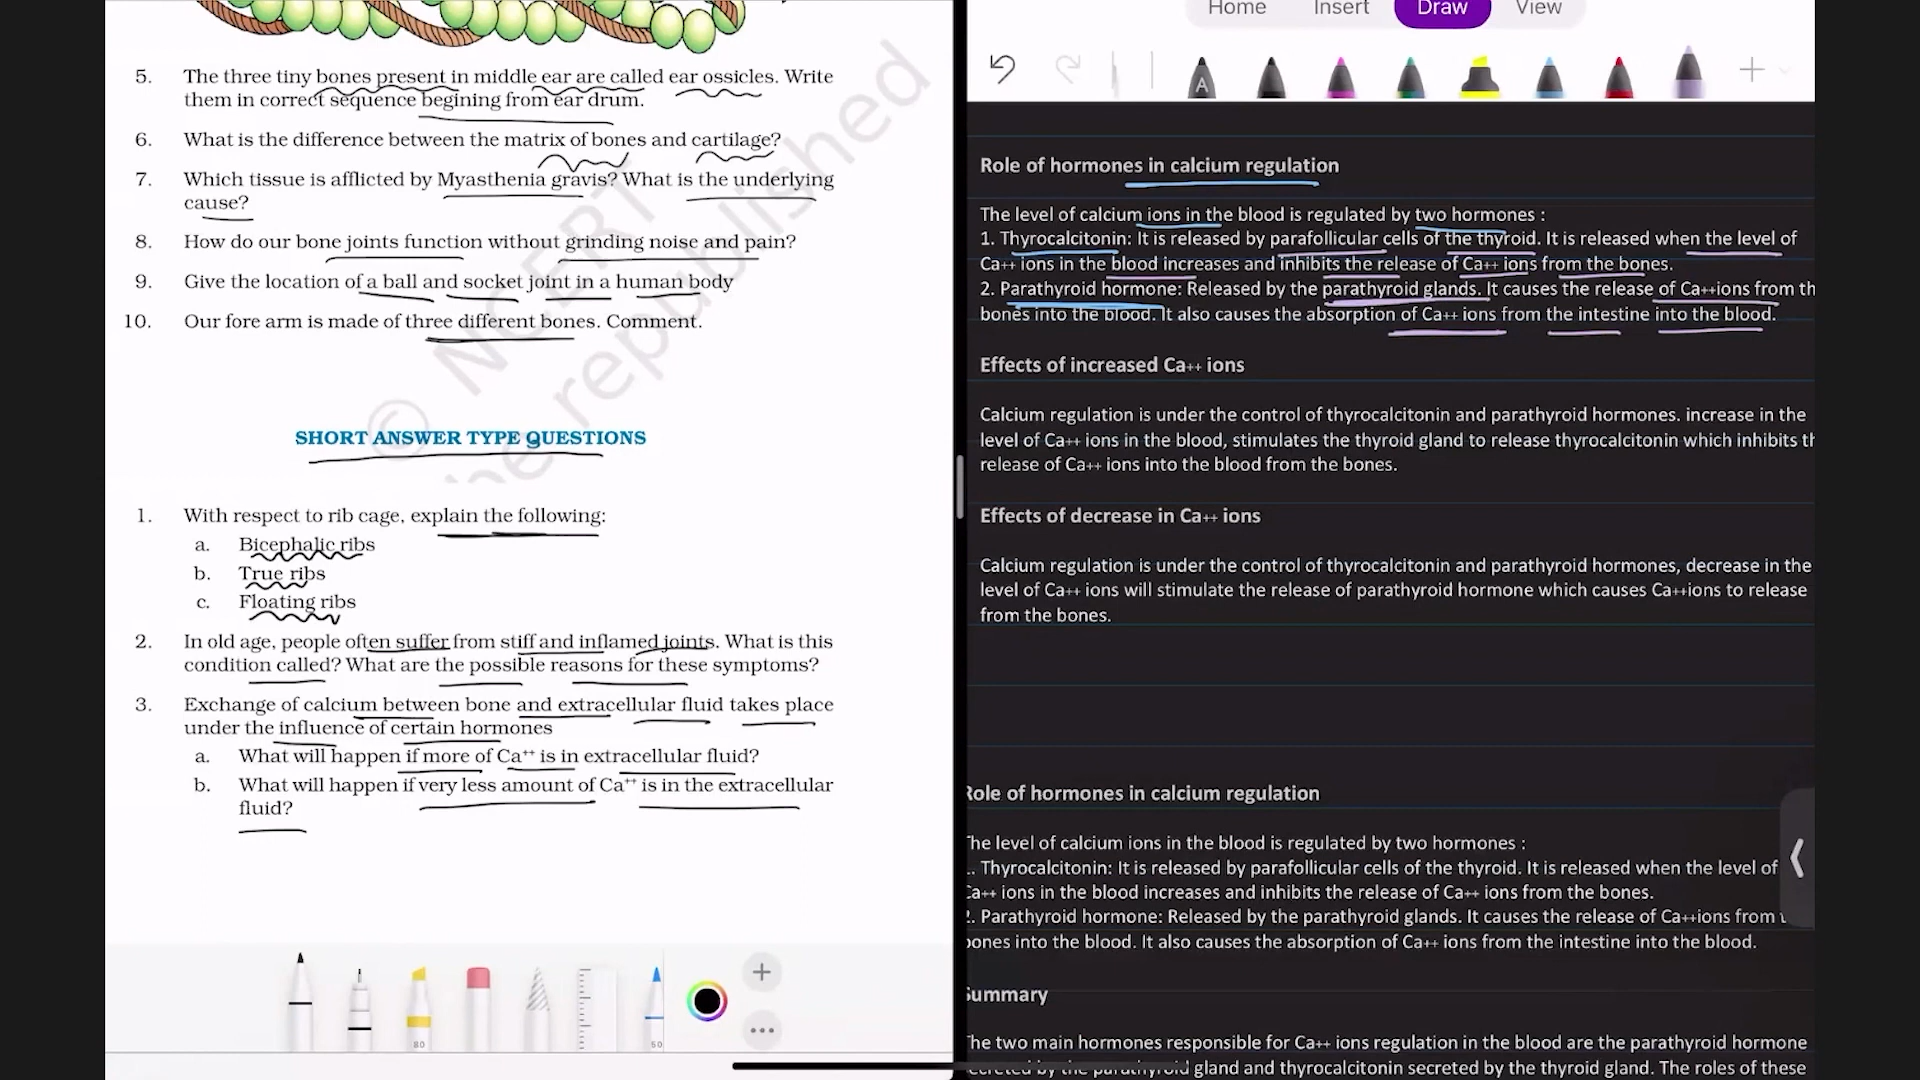 5. The three tiny bones present in middle ear are called ear ossicles. Write
them in correct sequence begining from ear drum.
6. What is the difference between the matrix of bones and cartilage?
7. Which tissue is afflicted by Myasthenia gravis? What is the underlying
cause?
8. How do our bone joints function without grinding noise and pain?
9. Give the location of a ball and socket joint in a human body
10. Our fore arm is made of three different bones. Comment.
© NCERT
be republished
SHORT ANSWER TYPE QUESTIONS
1. With respect to rib cage, explain the following:
a. Bicephalic ribs
b. True ribs
c. Floating ribs
2. In old age, people often suffer from stiff and inflamed joints. What is this
condition called? What are the possible reasons for these symptoms?
3. Exchange of calcium between bone and extracellular fluid takes place
under the influence of certain hormones
a. What will happen if more of Ca++ is in extracellular fluid?
b. What will happen if very less amount of Ca++ is in the extracellular
fluid?
80
50
Home Insert Draw View
A
Role of hormones in calcium regulation
The level of calcium ions in the blood is regulated by two hormones :
1. Thyrocalcitonin: It is released by parafollicular cells of the thyroid. It is released when the level of
Ca++ ions in the blood increases and inhibits the release of Ca++ ions from the bones.
2. Parathyroid hormone: Released by the parathyroid glands. It causes the release of Ca++ions from th
bones into the blood. It also causes the absorption of Ca++ ions from the intestine into the blood.
Effects of increased Ca++ ions
Calcium regulation is under the control of thyrocalcitonin and parathyroid hormones. increase in the
level of Ca++ ions in the blood, stimulates the thyroid gland to release thyrocalcitonin which inhibits th
release of Ca++ ions into the blood from the bones.
Effects of decrease in Ca++ ions
Calcium regulation is under the control of thyrocalcitonin and parathyroid hormones, decrease in the
level of Ca++ ions will stimulate the release of parathyroid hormone which causes Ca++ions to release
from the bones.
Role of hormones in calcium regulation
The level of calcium ions in the blood is regulated by two hormones :
. Thyrocalcitonin: It is released by parafollicular cells of the thyroid. It is released when the level of
Ca++ ions in the blood increases and inhibits the release of Ca++ ions from the bones.
2. Parathyroid hormone: Released by the parathyroid glands. It causes the release of Ca++ions from
bones into the blood. It also causes the absorption of Ca++ ions from the intestine into the blood.
Summary
The two main hormones responsible for Ca++ ions regulation in the blood are the parathyroid hormone
secreted by the parathyroid gland and thyrocalcitonin secreted by the thyroid gland. The roles of these